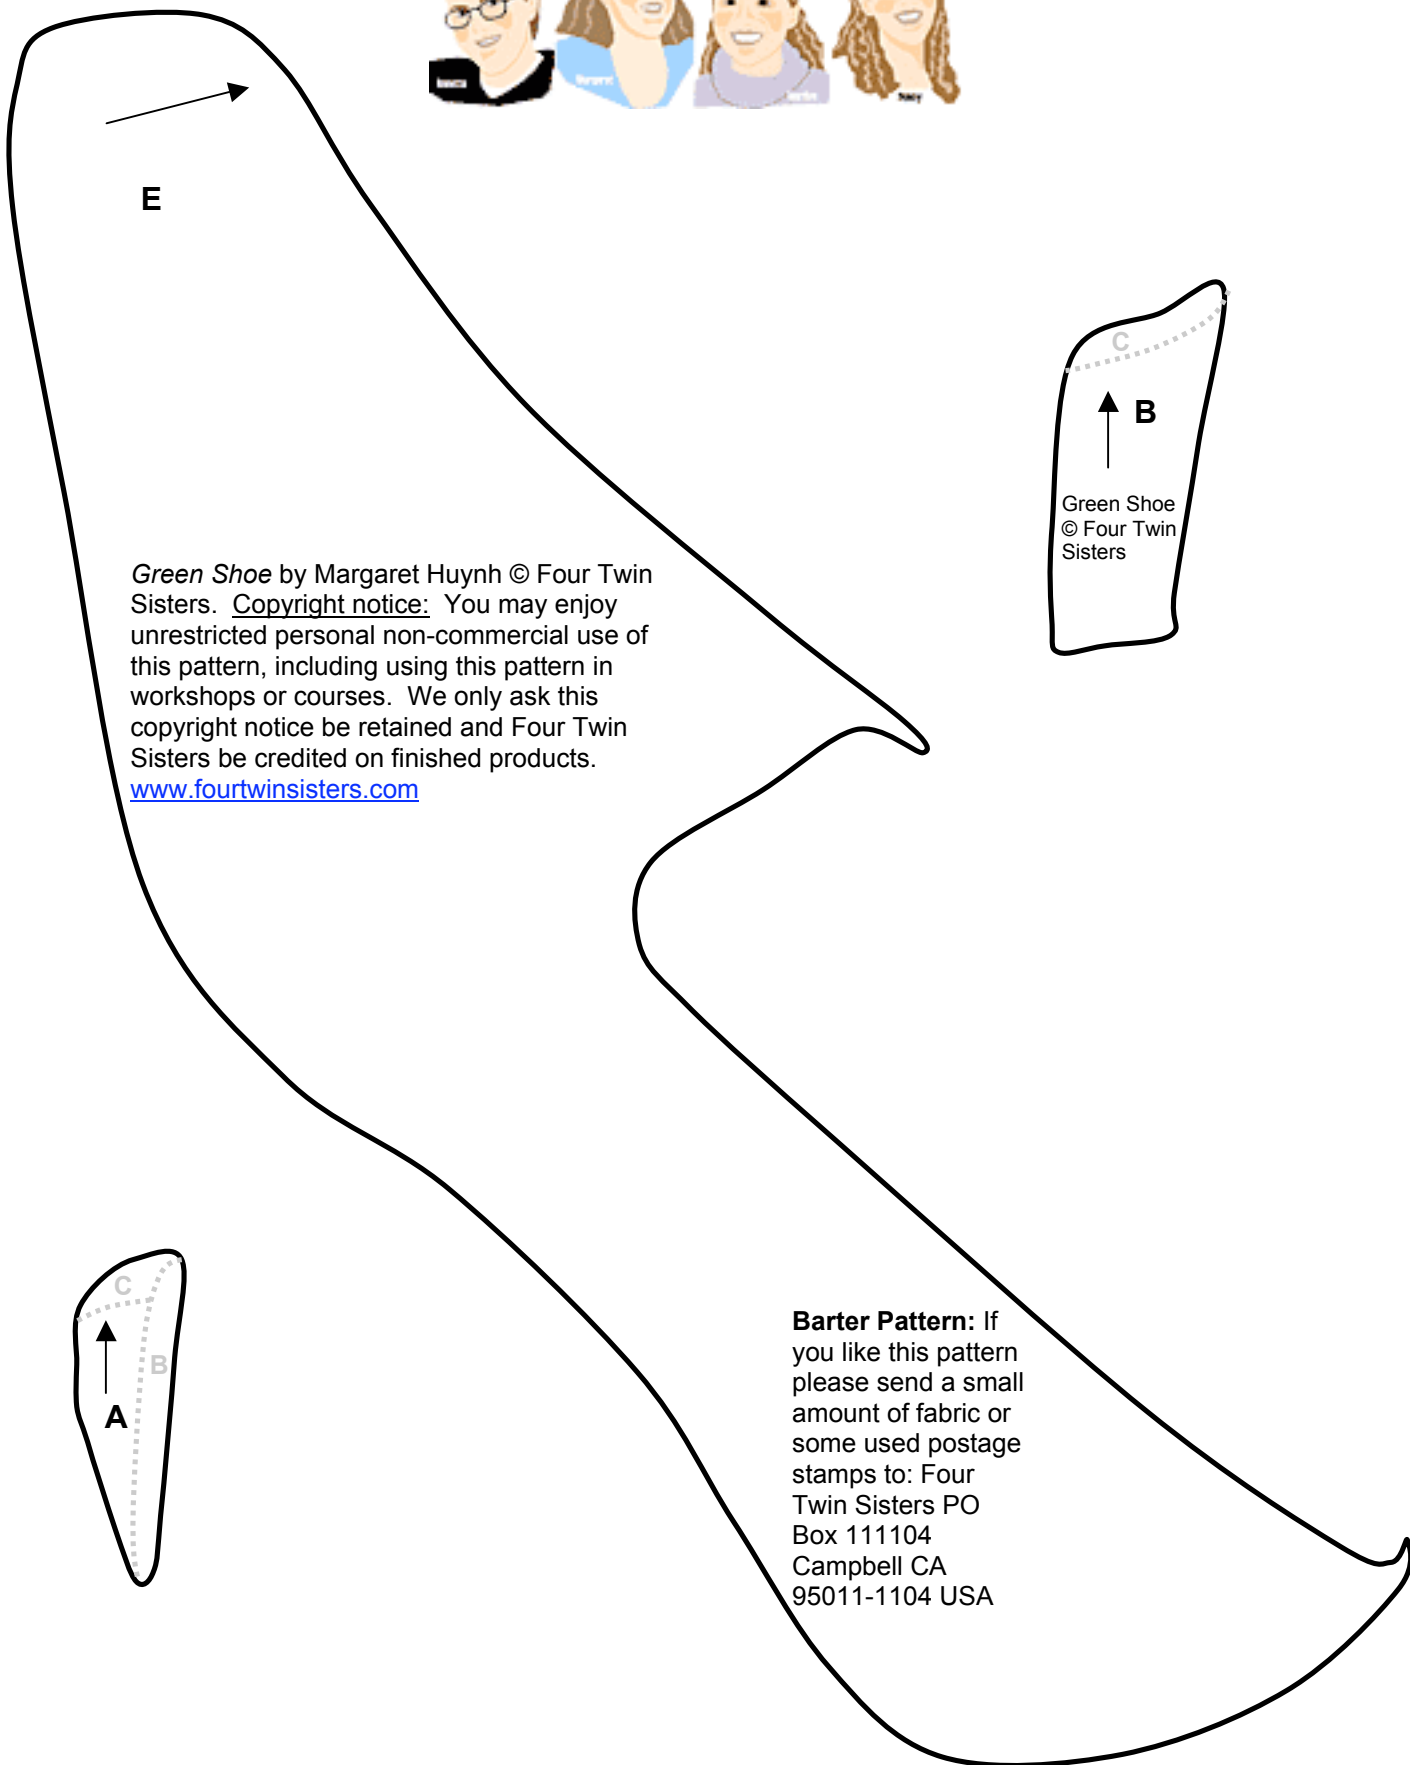 E
C
B
Green Shoe
© Four Twin
Sisters
Green Shoe by Margaret Huynh © Four Twin
Sisters.  Copyright notice:  You may enjoy
unrestricted personal non-commercial use of
this pattern, including using this pattern in
workshops or courses.  We only ask this
copyright notice be retained and Four Twin
Sisters be credited on finished products.
www.fourtwinsisters.com
C
B
A
Barter Pattern: If
you like this pattern
please send a small
amount of fabric or
some used postage
stamps to: Four
Twin Sisters PO
Box 111104
Campbell CA
95011-1104 USA